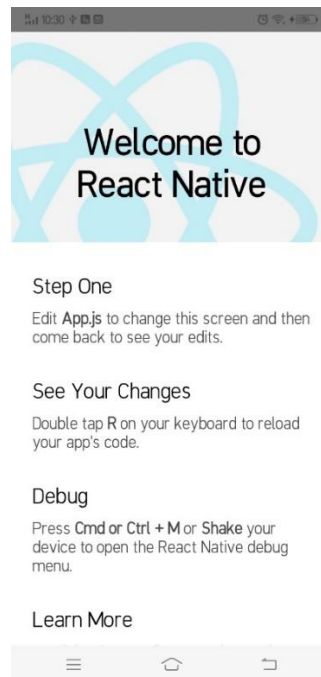 10:30
Welcome to
React Native
Step One
Edit App.js to change this screen and then
come back to see your edits.
See Your Changes
Double tap R on your keyboard to reload
your app's code.
Debug
Press Cmd or Ctrl + M or Shake your
device to open the React Native debug
menu.
Learn More